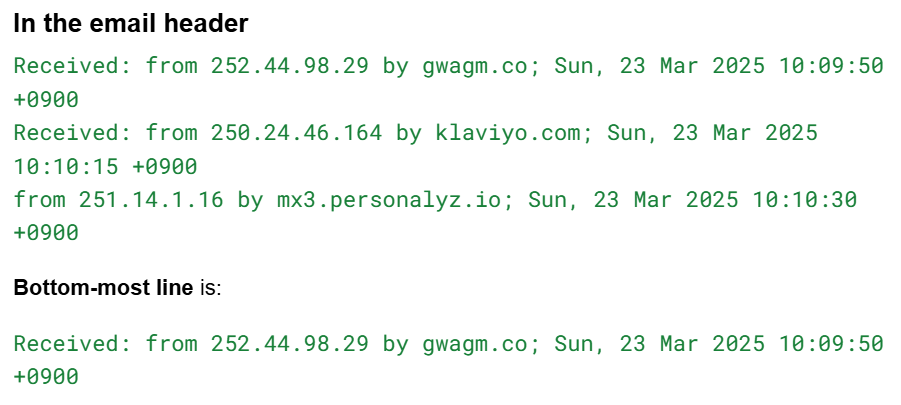 In the email header
Received: from 252.44.98.29 by gwagm.co; Sun, 23 Mar 2025 10:09:50
+0900
Received: from 250.24.46.164 by klaviyo.com; Sun, 23 Mar 2025
10:10:15 +0900
from 251.14.1.16 by mx3.personalyz.io; Sun, 23 Mar 2025 10:10:30
+0900
Bottom-most line is:
Received: from 252.44.98.29 by gwagm.co; Sun, 23 Mar 2025 10:09:50
+0900